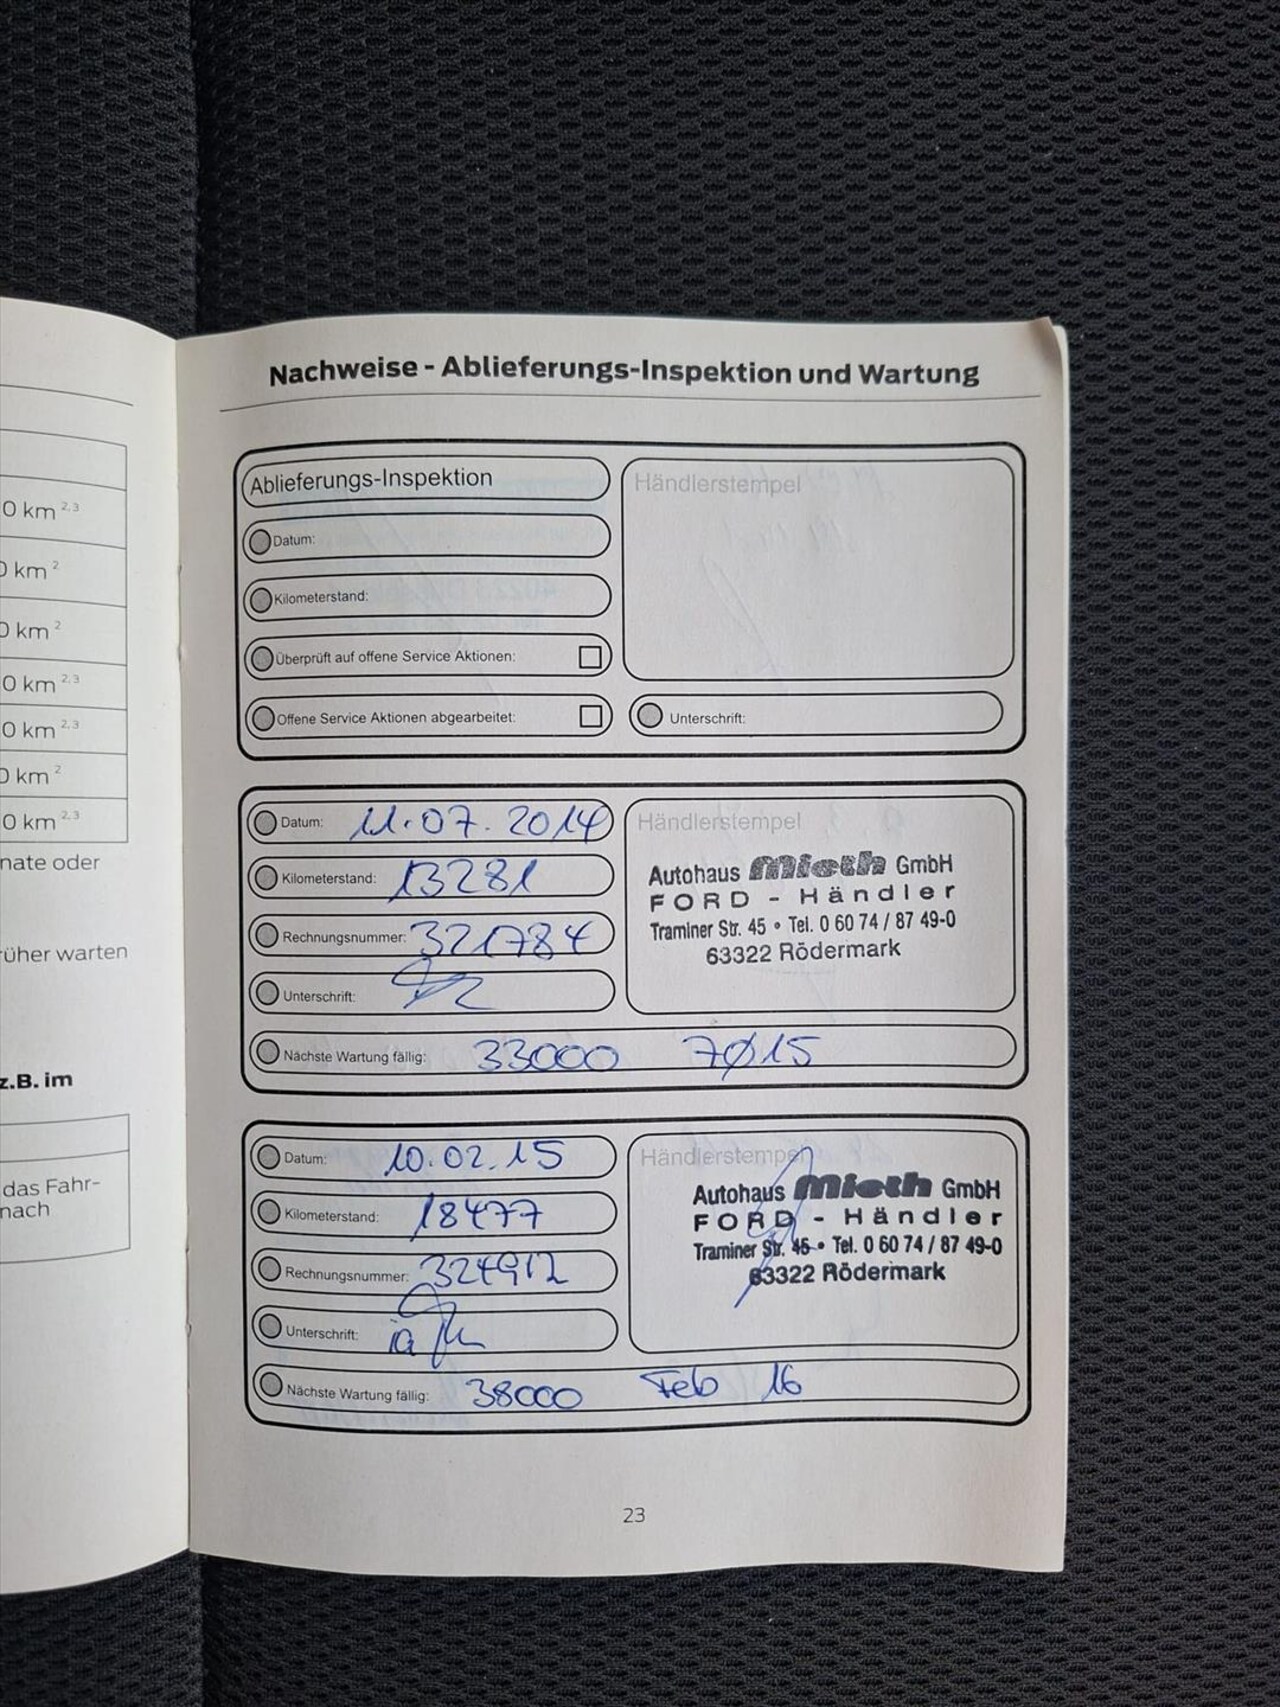 0 km 2,3
0 km 2
0 km 2
0 km 2,3
0 km 2,3
0 km 2
0 km 2,3
nate oder
rüher warten
z.B. im
das Fahr-
nach
Nachweise - Ablieferungs-Inspektion und Wartung
Ablieferungs-Inspektion
Händlerstempel
Datum:
Kilometerstand:
Überprüft auf offene Service Aktionen:
Offene Service Aktionen abgearbeitet:
Unterschrift:
Datum: 11.07.2014
Kilometerstand: 13281
Rechnungsnummer: 321784
Unterschrift:
Händlerstempel
Autohaus Mieth GmbH
FORD - Händler
Traminer Str. 45 • Tel. 0 60 74 / 87 49-0
63322 Rödermark
Nächste Wartung fällig: 33000 7/2015
Datum: 10.02.15
Kilometerstand: 18477
Rechnungsnummer: 324912
Unterschrift:
Händlerstempel
Autohaus Mieth GmbH
FORD - Händler
Traminer Str. 45 • Tel. 0 60 74 / 87 49-0
63322 Rödermark
Nächste Wartung fällig: 38000 Feb 16
23